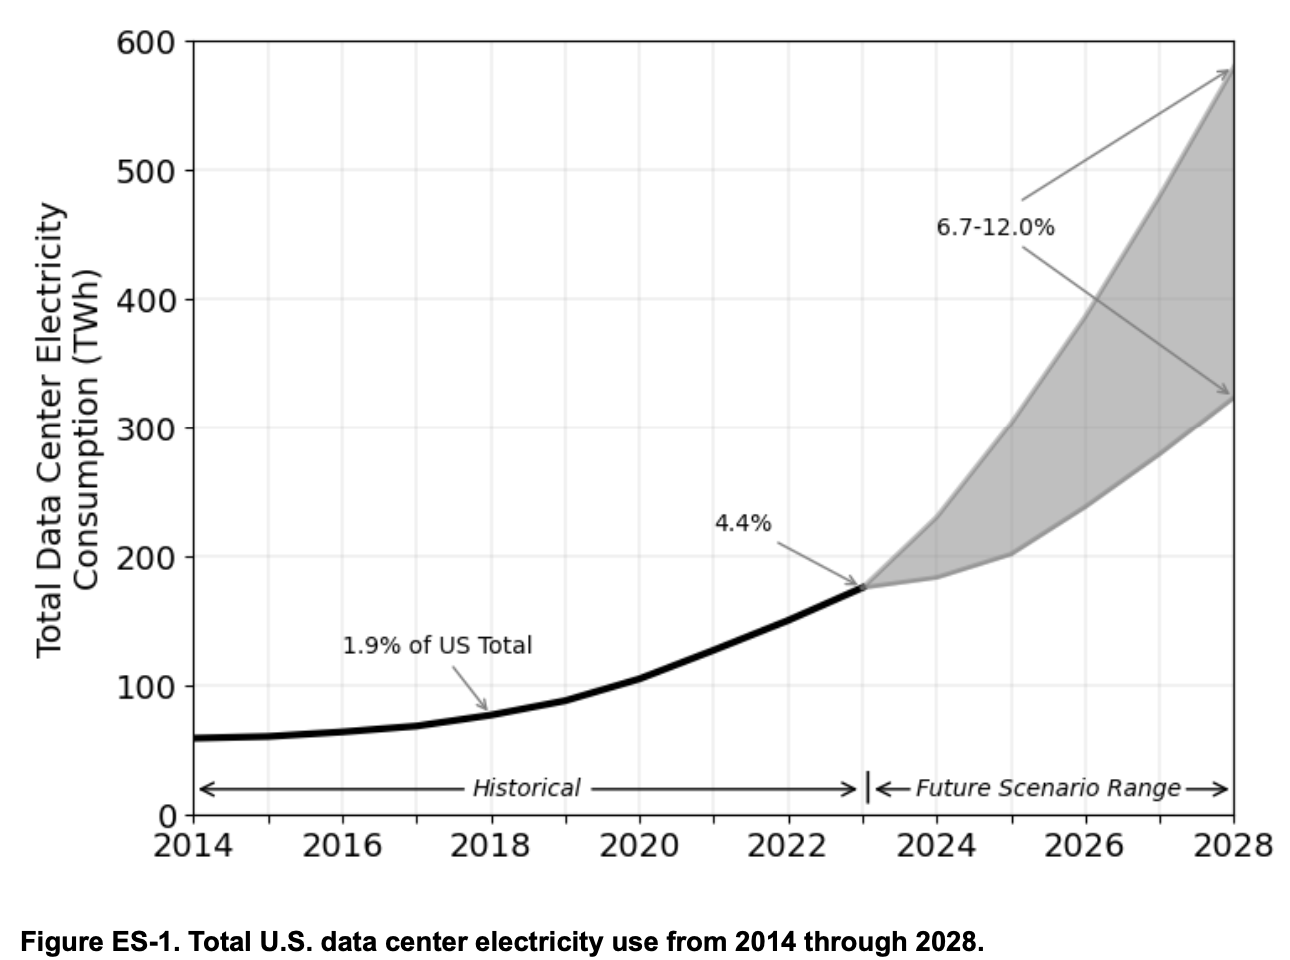 600
500
400
300
200
100
0
Total Data Center Electricity
Consumption (TWh)
6.7-12.0%
4.4%
1.9% of US Total
Historical
Future Scenario Range
2014 2016 2018 2020 2022 2024 2026 2028
Figure ES-1. Total U.S. data center electricity use from 2014 through 2028.